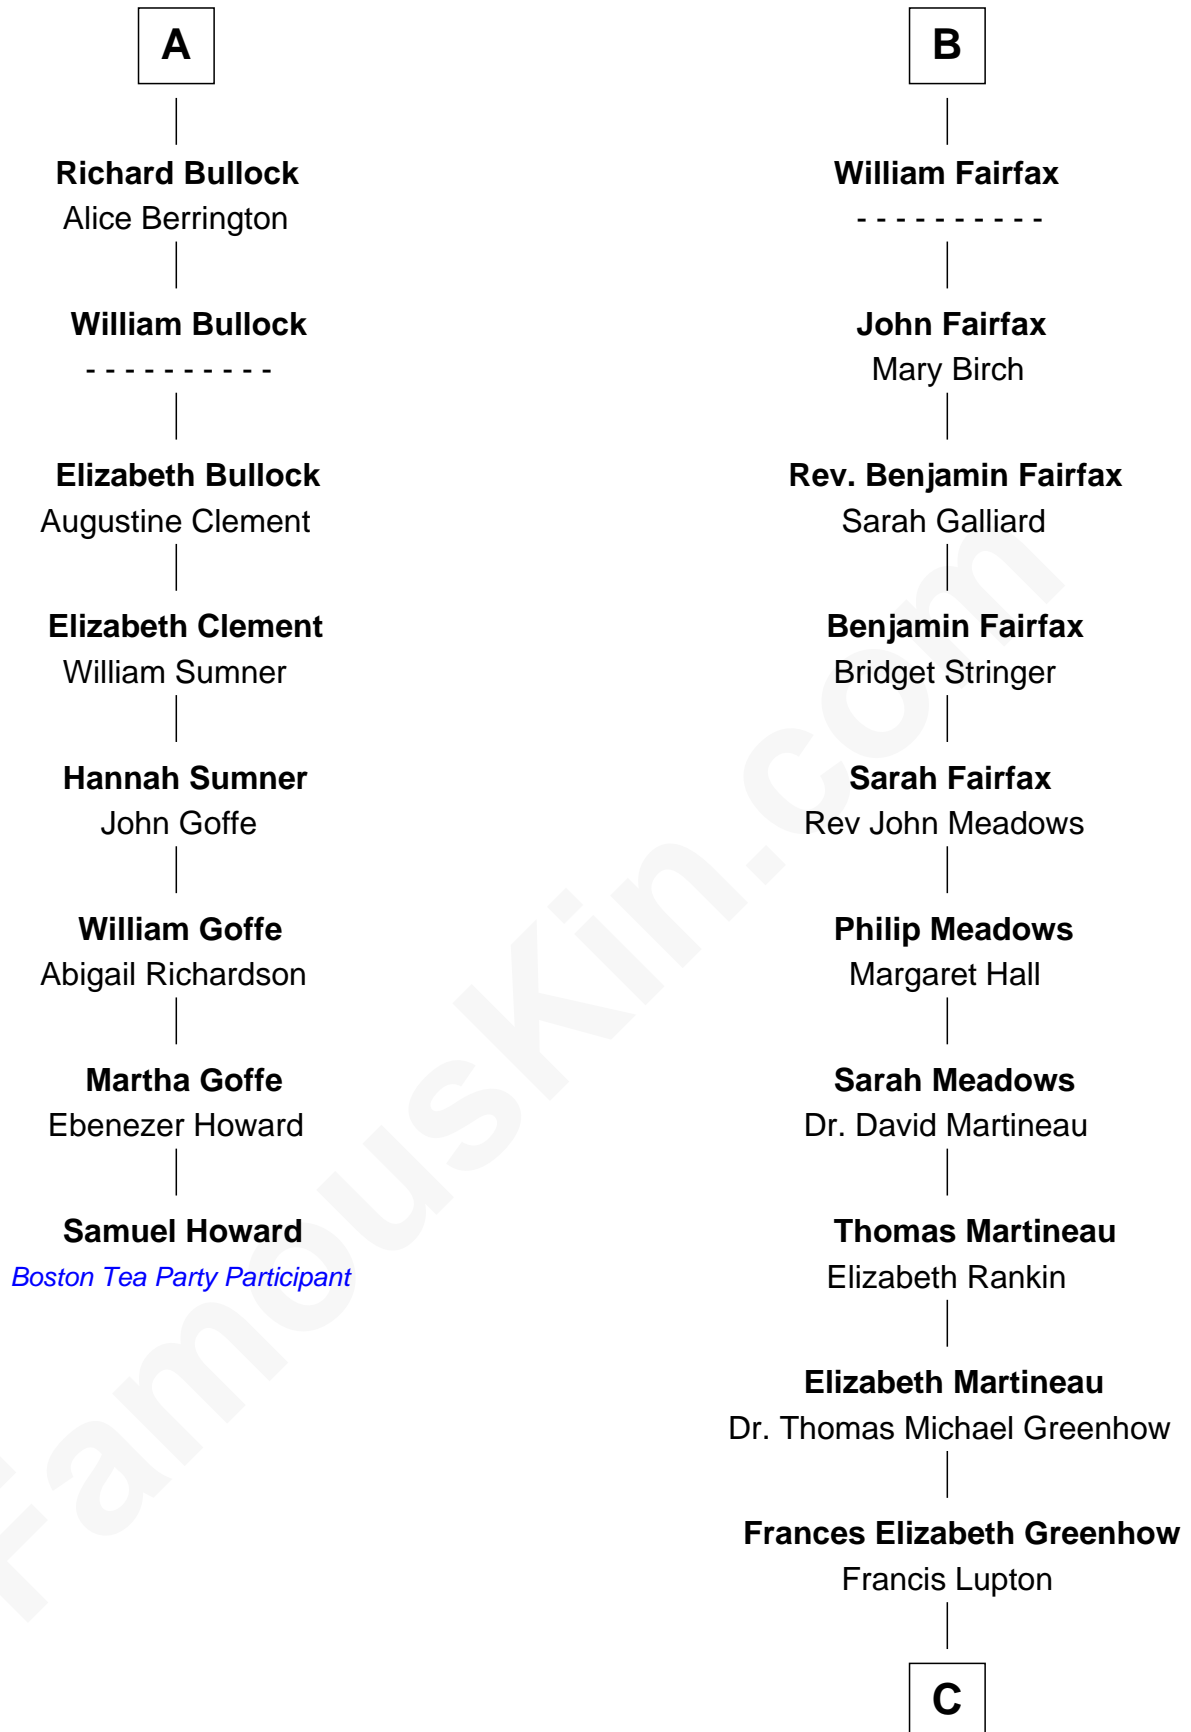 A
Richard Bullock
Alice Berrington
William Bullock
- - - - - - - - - -
Elizabeth Bullock
Augustine Clement
Elizabeth Clement
William Sumner
Hannah Sumner
John Goffe
William Goffe
Abigail Richardson
Martha Goffe
Ebenezer Howard
Samuel Howard
Boston Tea Party Participant
B
William Fairfax
- - - - - - - - - -
John Fairfax
Mary Birch
Rev. Benjamin Fairfax
Sarah Galliard
Benjamin Fairfax
Bridget Stringer
Sarah Fairfax
Rev John Meadows
Philip Meadows
Margaret Hall
Sarah Meadows
Dr. David Martineau
Thomas Martineau
Elizabeth Rankin
Elizabeth Martineau
Dr. Thomas Michael Greenhow
Frances Elizabeth Greenhow
Francis Lupton
C
FamousKin.com